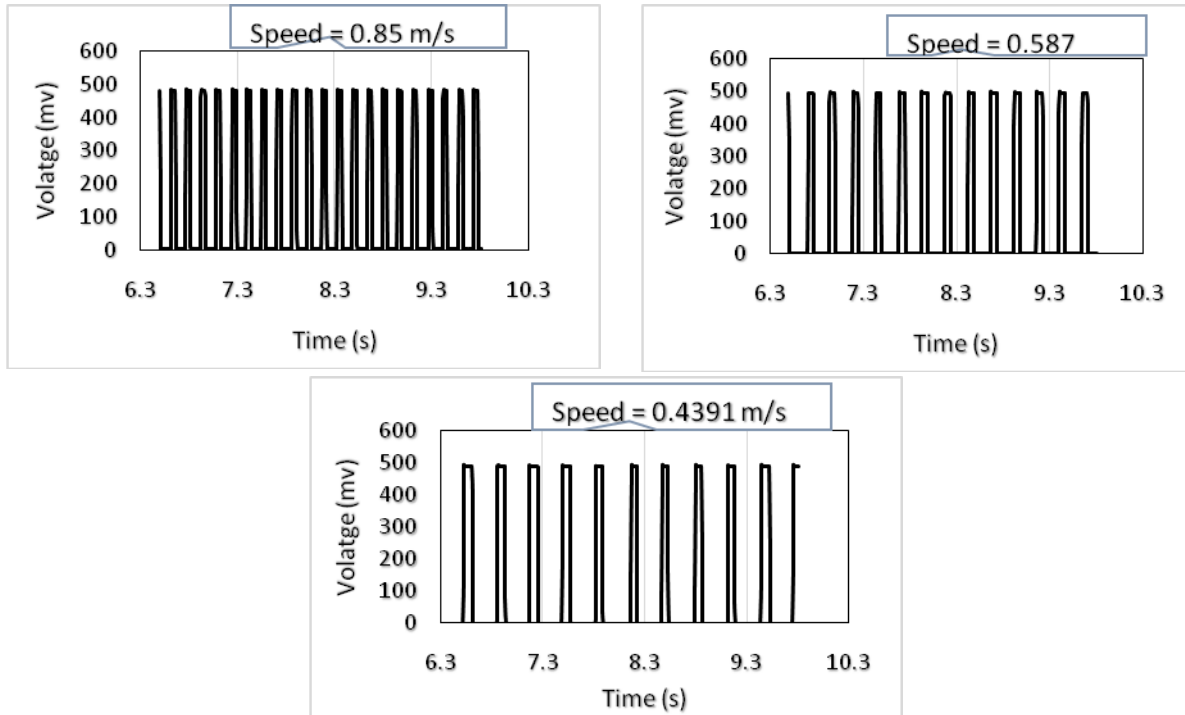 Speed = 0.85 m/s
600
500
400
300
200
100
0
Volatge (mv)
6.3 7.3 8.3 9.3 10.3
Time (s)
Speed = 0.587
600
500
400
300
200
100
0
Volatge (mv)
6.3 7.3 8.3 9.3 10.3
Time (s)
Speed = 0.4391 m/s
600
500
400
300
200
100
0
Volatge (mv)
6.3 7.3 8.3 9.3 10.3
Time (s)